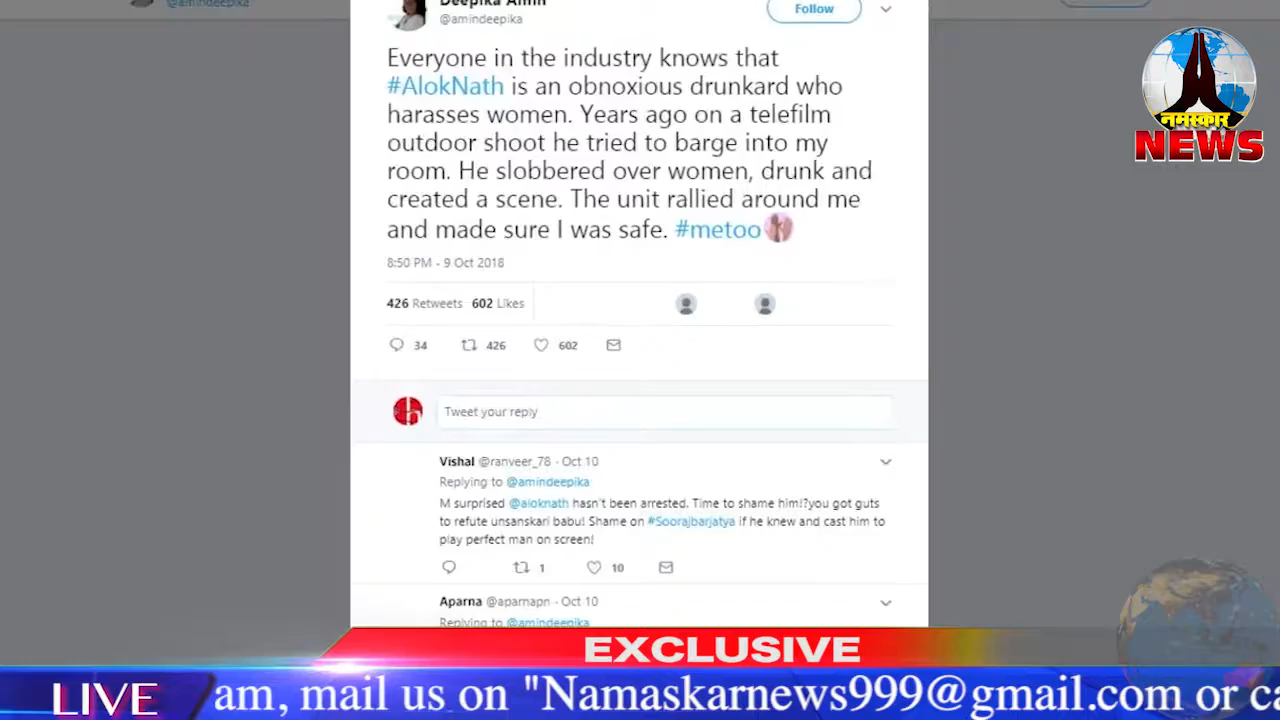 @amindeepika
Deepika Amin
@amindeepika
Follow
Everyone in the industry knows that
#AlokNath is an obnoxious drunkard who
harasses women. Years ago on a telefilm
outdoor shoot he tried to barge into my
room. He slobbered over women, drunk and
created a scene. The unit rallied around me
and made sure I was safe. #metoo
8:50 PM - 9 Oct 2018
426 Retweets 602 Likes
34 426 602
Tweet your reply
Vishal @ranveer_78 · Oct 10
Replying to @amindeepika
M surprised @aloknath hasn't been arrested. Time to shame him!?you got guts
to refute unsanskari babu! Shame on #Soorajbarjatya if he knew and cast him to
play perfect man on screen!
1 10
Aparna @aparnapn · Oct 10
Replying to @amindeepika
नमस्कार
NEWS
EXCLUSIVE
LIVE
am, mail us on "Namaskarnews999@gmail.com or ca